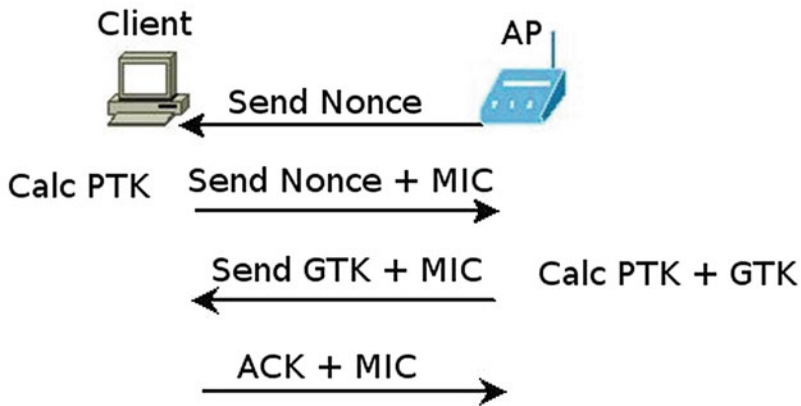 Client
AP
Send Nonce
Calc PTK
Send Nonce + MIC
Send GTK + MIC
Calc PTK + GTK
ACK + MIC